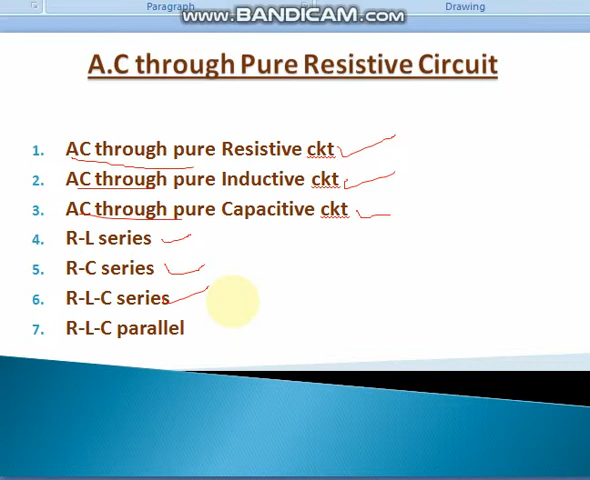 Paragraph
Drawing
www.BANDICAM.com
A.C through Pure Resistive Circuit
1. AC through pure Resistive ckt
2. AC through pure Inductive ckt
3. AC through pure Capacitive ckt
4. R-L series
5. R-C series
6. R-L-C series
7. R-L-C parallel